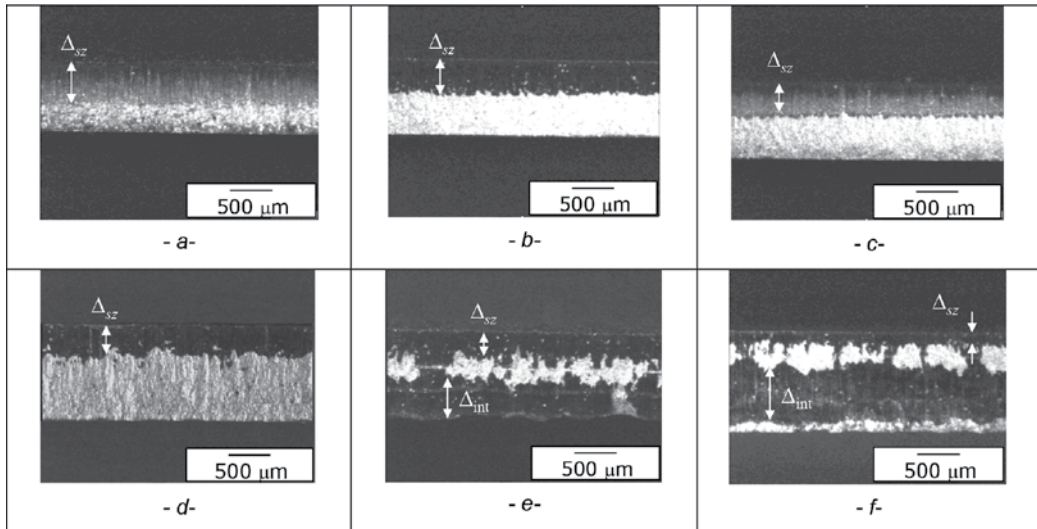 Δsz
500 μm
- a-
Δsz
500 μm
- b-
Δsz
500 μm
- c-
Δsz
500 μm
- d-
Δsz
Δint
500 μm
- e-
Δsz
Δint
500 μm
- f-